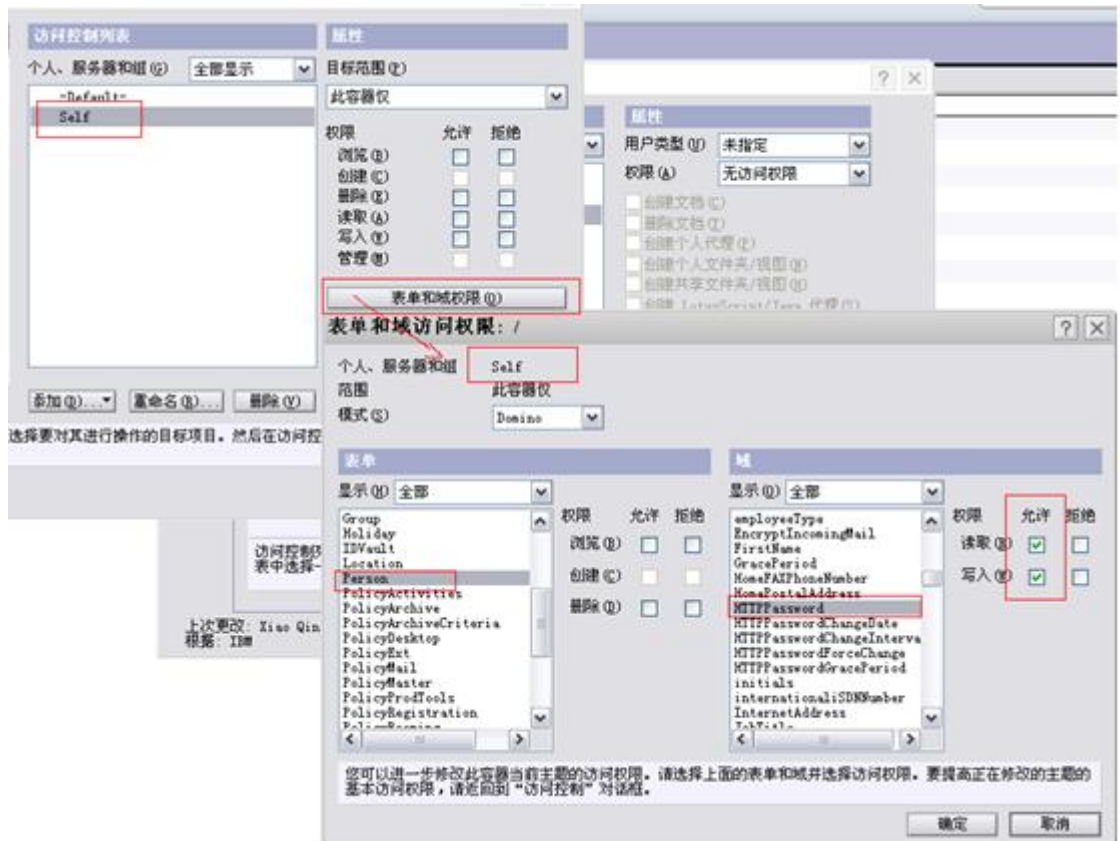 访问控制列表
个人、服务器和组(G) 全部显示
-Default-
Self
添加(D)... 重命名(R)... 删除(V)
选择要对其进行操作的目标项目。然后在访问控
属性
目标范围(P)
此容器仅
权限 允许 拒绝
浏览(B)
创建(C)
删除(E)
读取(A)
写入(W)
管理(M)
表单和域权限(O)
属性
用户类型(U) 未指定
权限(A) 无访问权限
创建文档(C)
删除文档(T)
创建个人代理(P)
创建个人文件夹/视图(N)
创建共享文件夹/视图(O)
创建 LotusScript/Java 代理(S)
访问控制列
表中选择一
上次更改: Xiao Qin
根据: IBM
表单和域访问权限: /
个人、服务器和组 Self
范围 此容器仅
模式(S) Domino
表单
显示(H) 全部
Group
Holiday
IDVault
Location
Person
PolicyActivities
PolicyArchive
PolicyArchiveCriteria
PolicyDesktop
PolicyExt
PolicyMail
PolicyMaster
PolicyProdTools
PolicyRegistration
PolicyRoaming
权限 允许 拒绝
浏览(B)
创建(C)
删除(D)
域
显示(O) 全部
employeeType
EncryptIncomingMail
FirstName
GracePeriod
HomeFAXPhoneNumber
HomePostalAddress
HTTPPassword
HTTPPasswordChangeDate
HTTPPasswordChangeInterva
HTTPPasswordForceChange
HTTPPasswordGracePeriod
initials
internationaliSDNNumber
InternetAddress
JobTitle
权限 允许 拒绝
读取(R)
写入(W)
您可以进一步修改此容器当前主题的访问权限。请选择上面的表单和域并选择访问权限。要提高正在修改的主题的
基本访问权限，请返回到“访问控制”对话框。
确定 取消